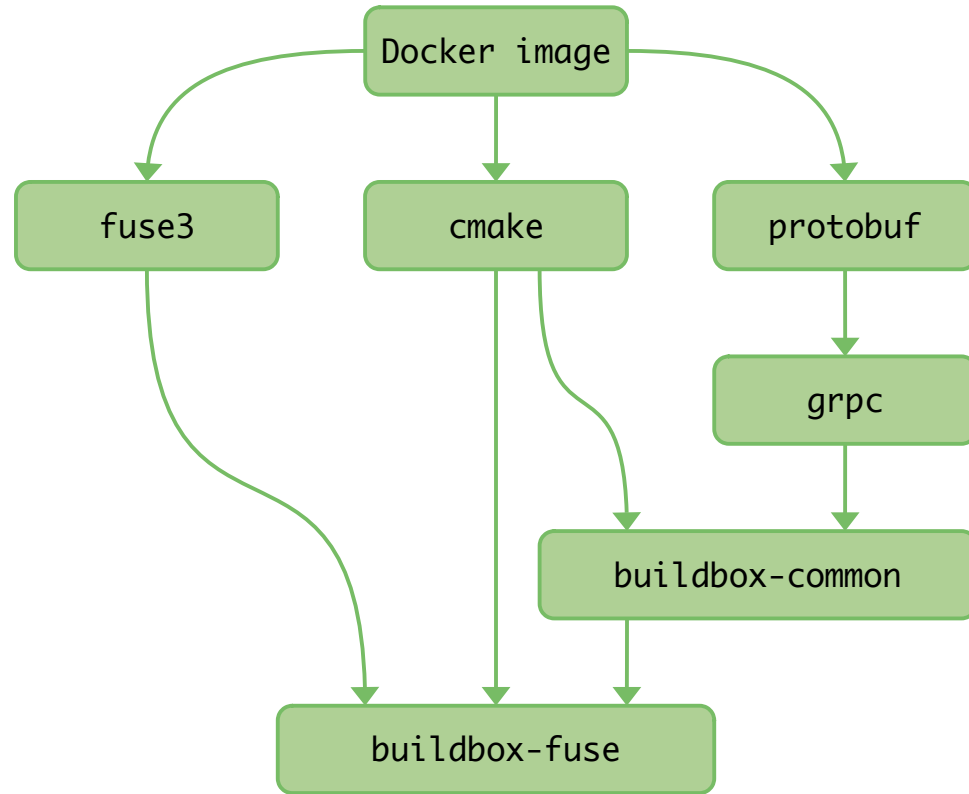 Docker image
fuse3
cmake
protobuf
grpc
buildbox-common
buildbox-fuse